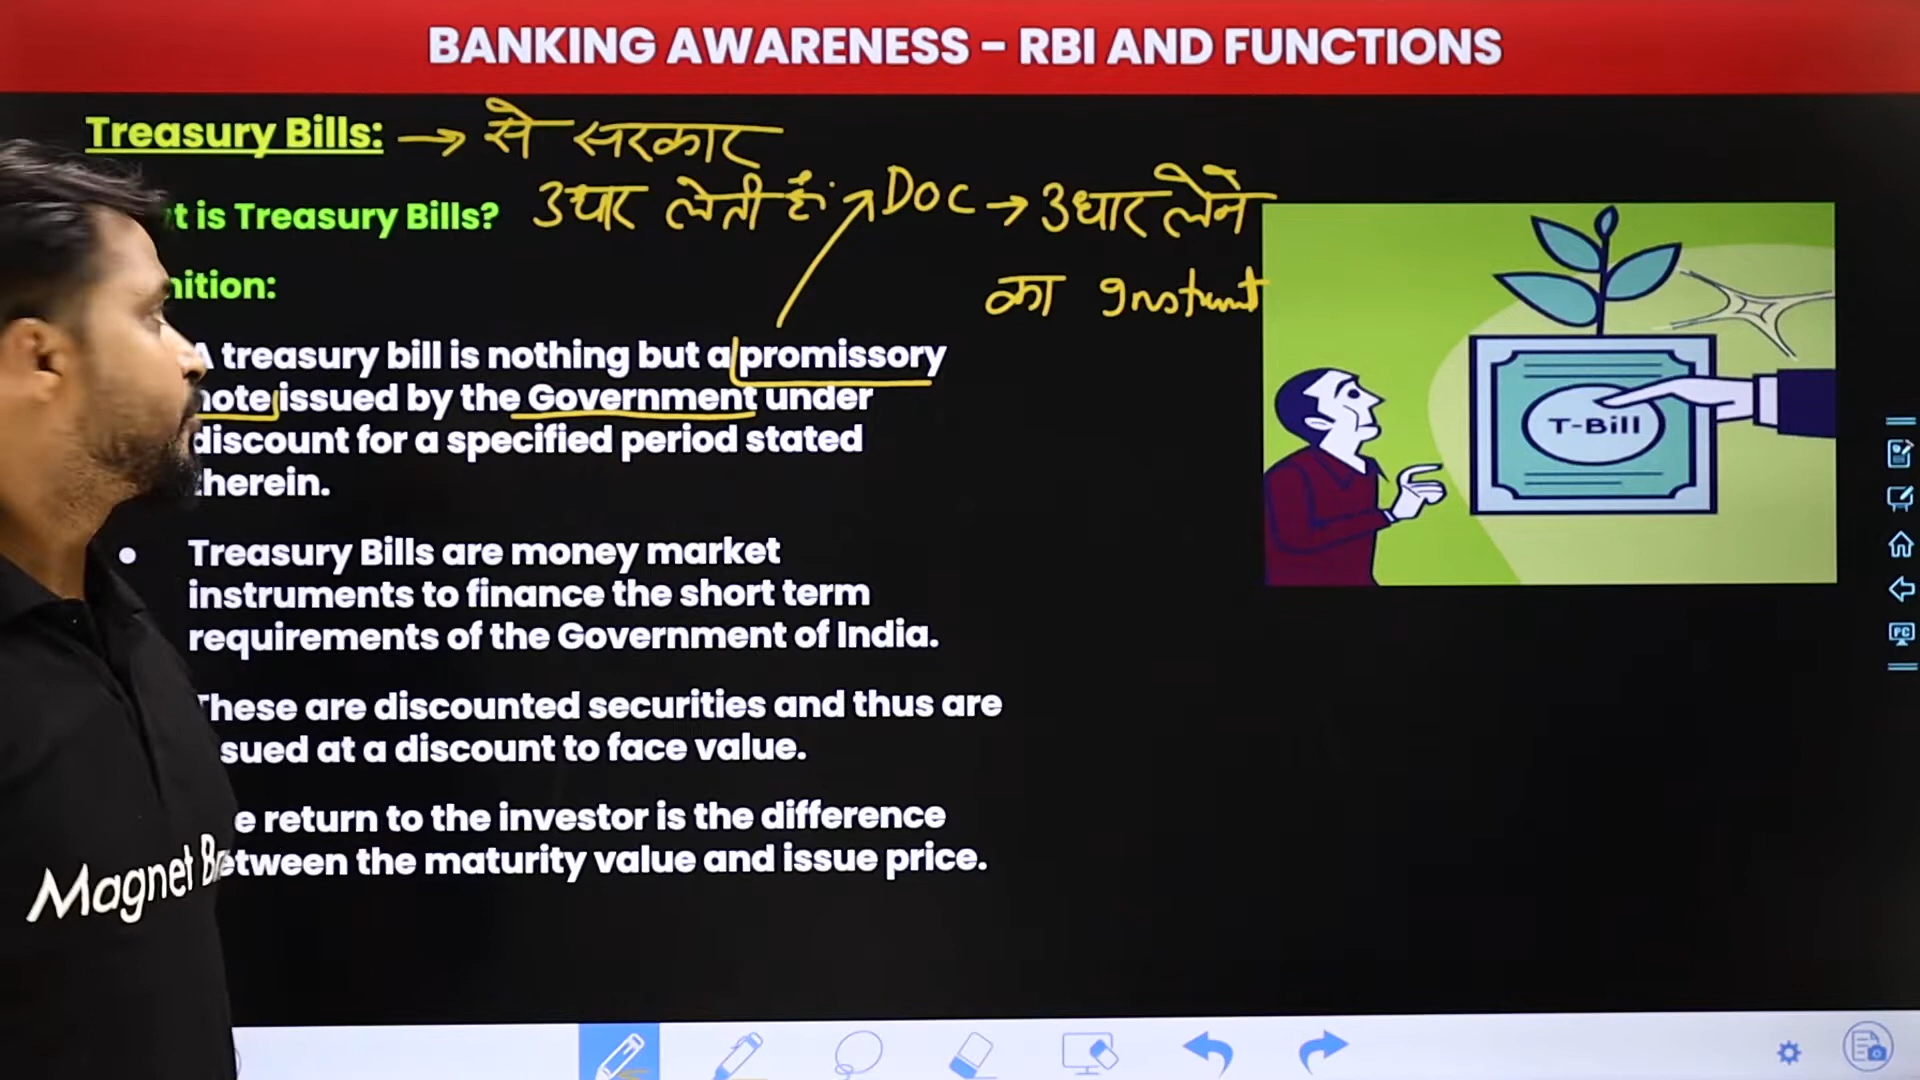 BANKING AWARENESS – RBI AND FUNCTIONS
Treasury Bills: → से सरकार
उधार लेती है. DOC → उधार लेने
t is Treasury Bills?
का
nition:
A treasury bill is nothing but a promissory
note issued by the Government under
discount for a specified period stated
therein.
T-Bill
• Treasury Bills are money market
instruments to finance the short term
requirements of the Government of India.
These are discounted securities and thus are
sued at a discount to face value.
e return to the investor is the difference
etween the maturity value and issue price.
Magnet Br
PC